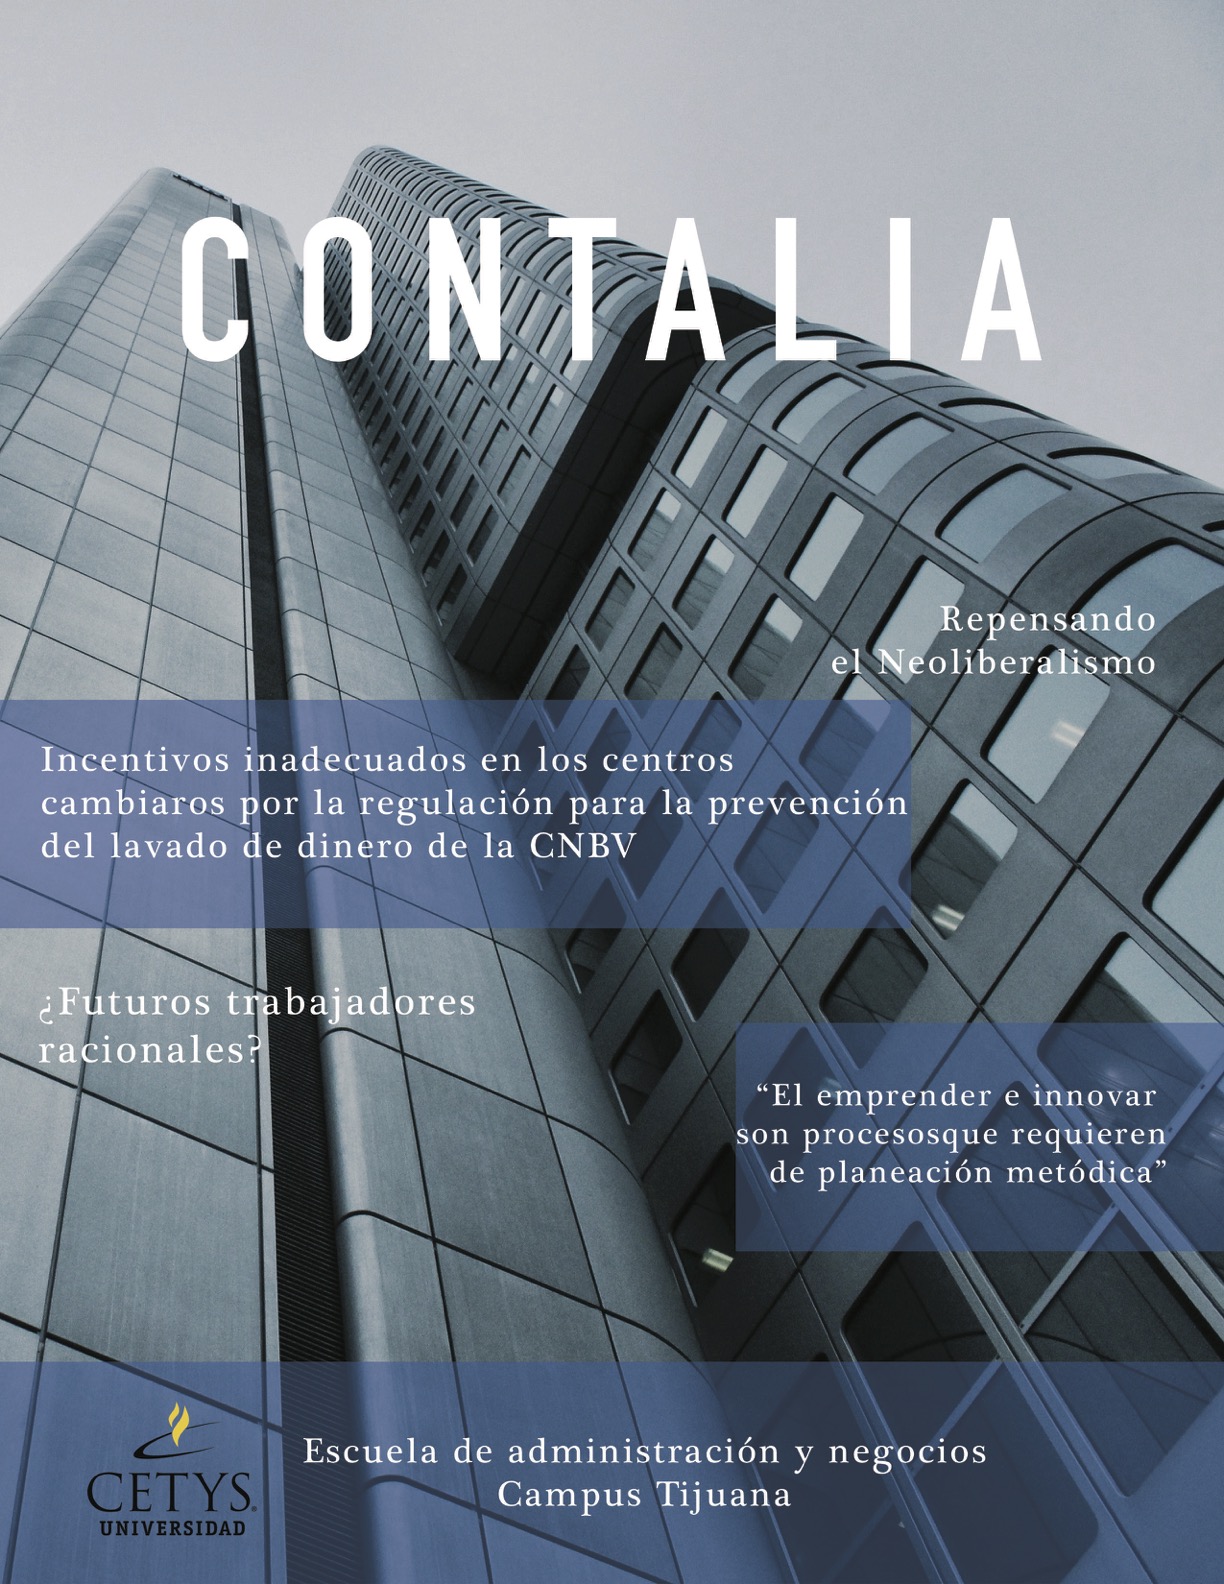 CONTALIA
Repensando
el Neoliberalismo
Incentivos inadecuados en los centros
cambiaros por la regulación para la prevención
del lavado de dinero de la CNBV
¿Futuros trabajadores
racionales?
“El emprender e innovar
son procesosque requieren
de planeación metódica”
CETYS®
UNIVERSIDAD
Escuela de administración y negocios
Campus Tijuana